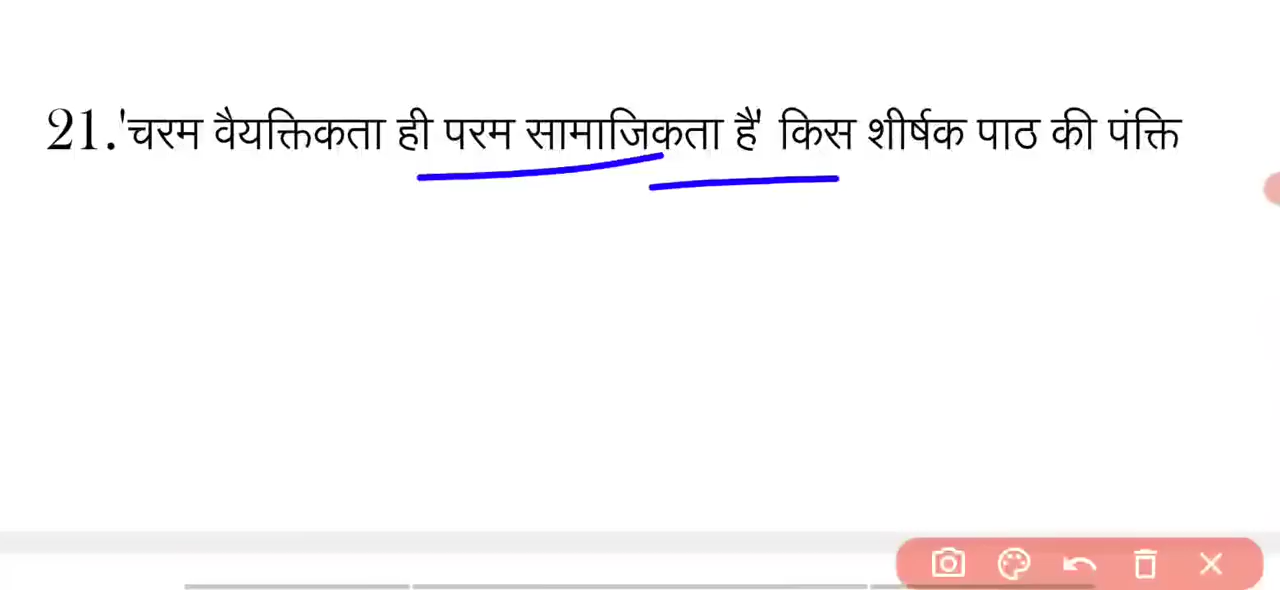 21.'चरम वैयक्तिकता ही परम सामाजिकता है' किस शीर्षक पाठ की पंक्ति